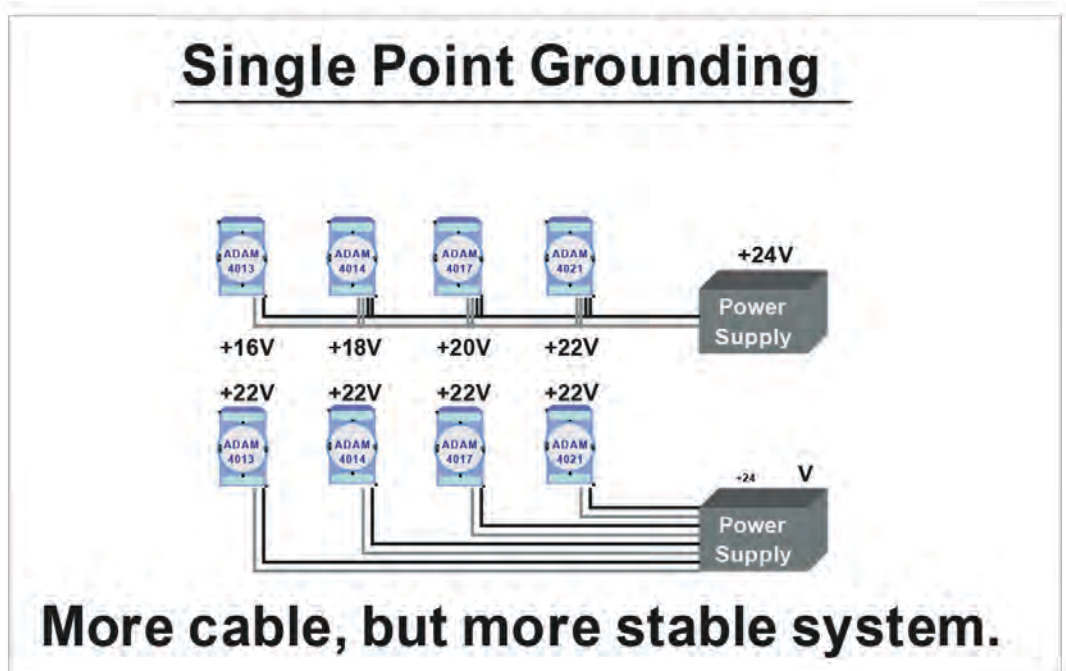 Single Point Grounding
ADAM 4013
ADAM 4014
ADAM 4017
ADAM 4021
+24V
Power
Supply
+16V +18V +20V +22V
+22V +22V +22V +22V
ADAM 4013
ADAM 4014
ADAM 4017
ADAM 4021
+24 V
Power
Supply
More cable, but more stable system.